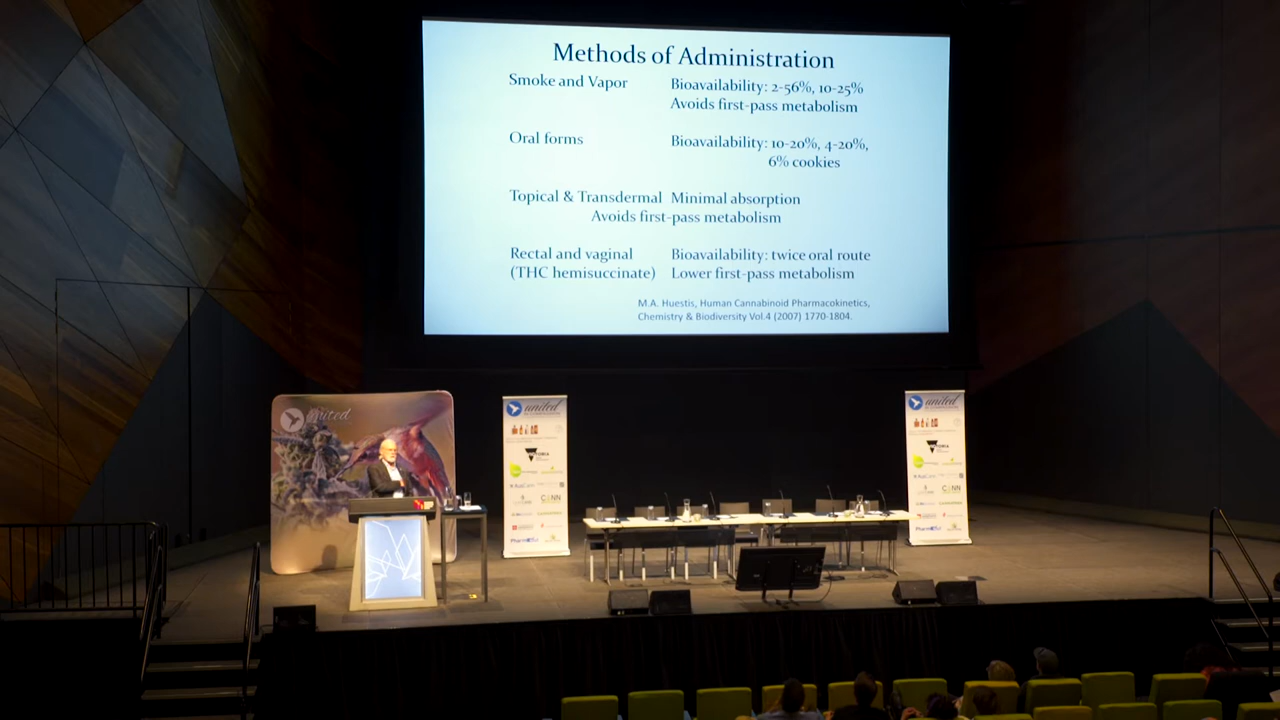 Methods of Administration
Smoke and Vapor
Bioavailability: 2-56%, 10-25%
Avoids first-pass metabolism
Oral forms
Bioavailability: 10-20%, 4-20%,
6% cookies
Topical & Transdermal Minimal absorption
Avoids first-pass metabolism
Rectal and vaginal
(THC hemisuccinate)
Bioavailability: twice oral route
Lower first-pass metabolism
M.A. Huestis, Human Cannabinoid Pharmacokinetics,
Chemistry & Biodiversity Vol.4 (2007) 1770-1804.
united
united
united